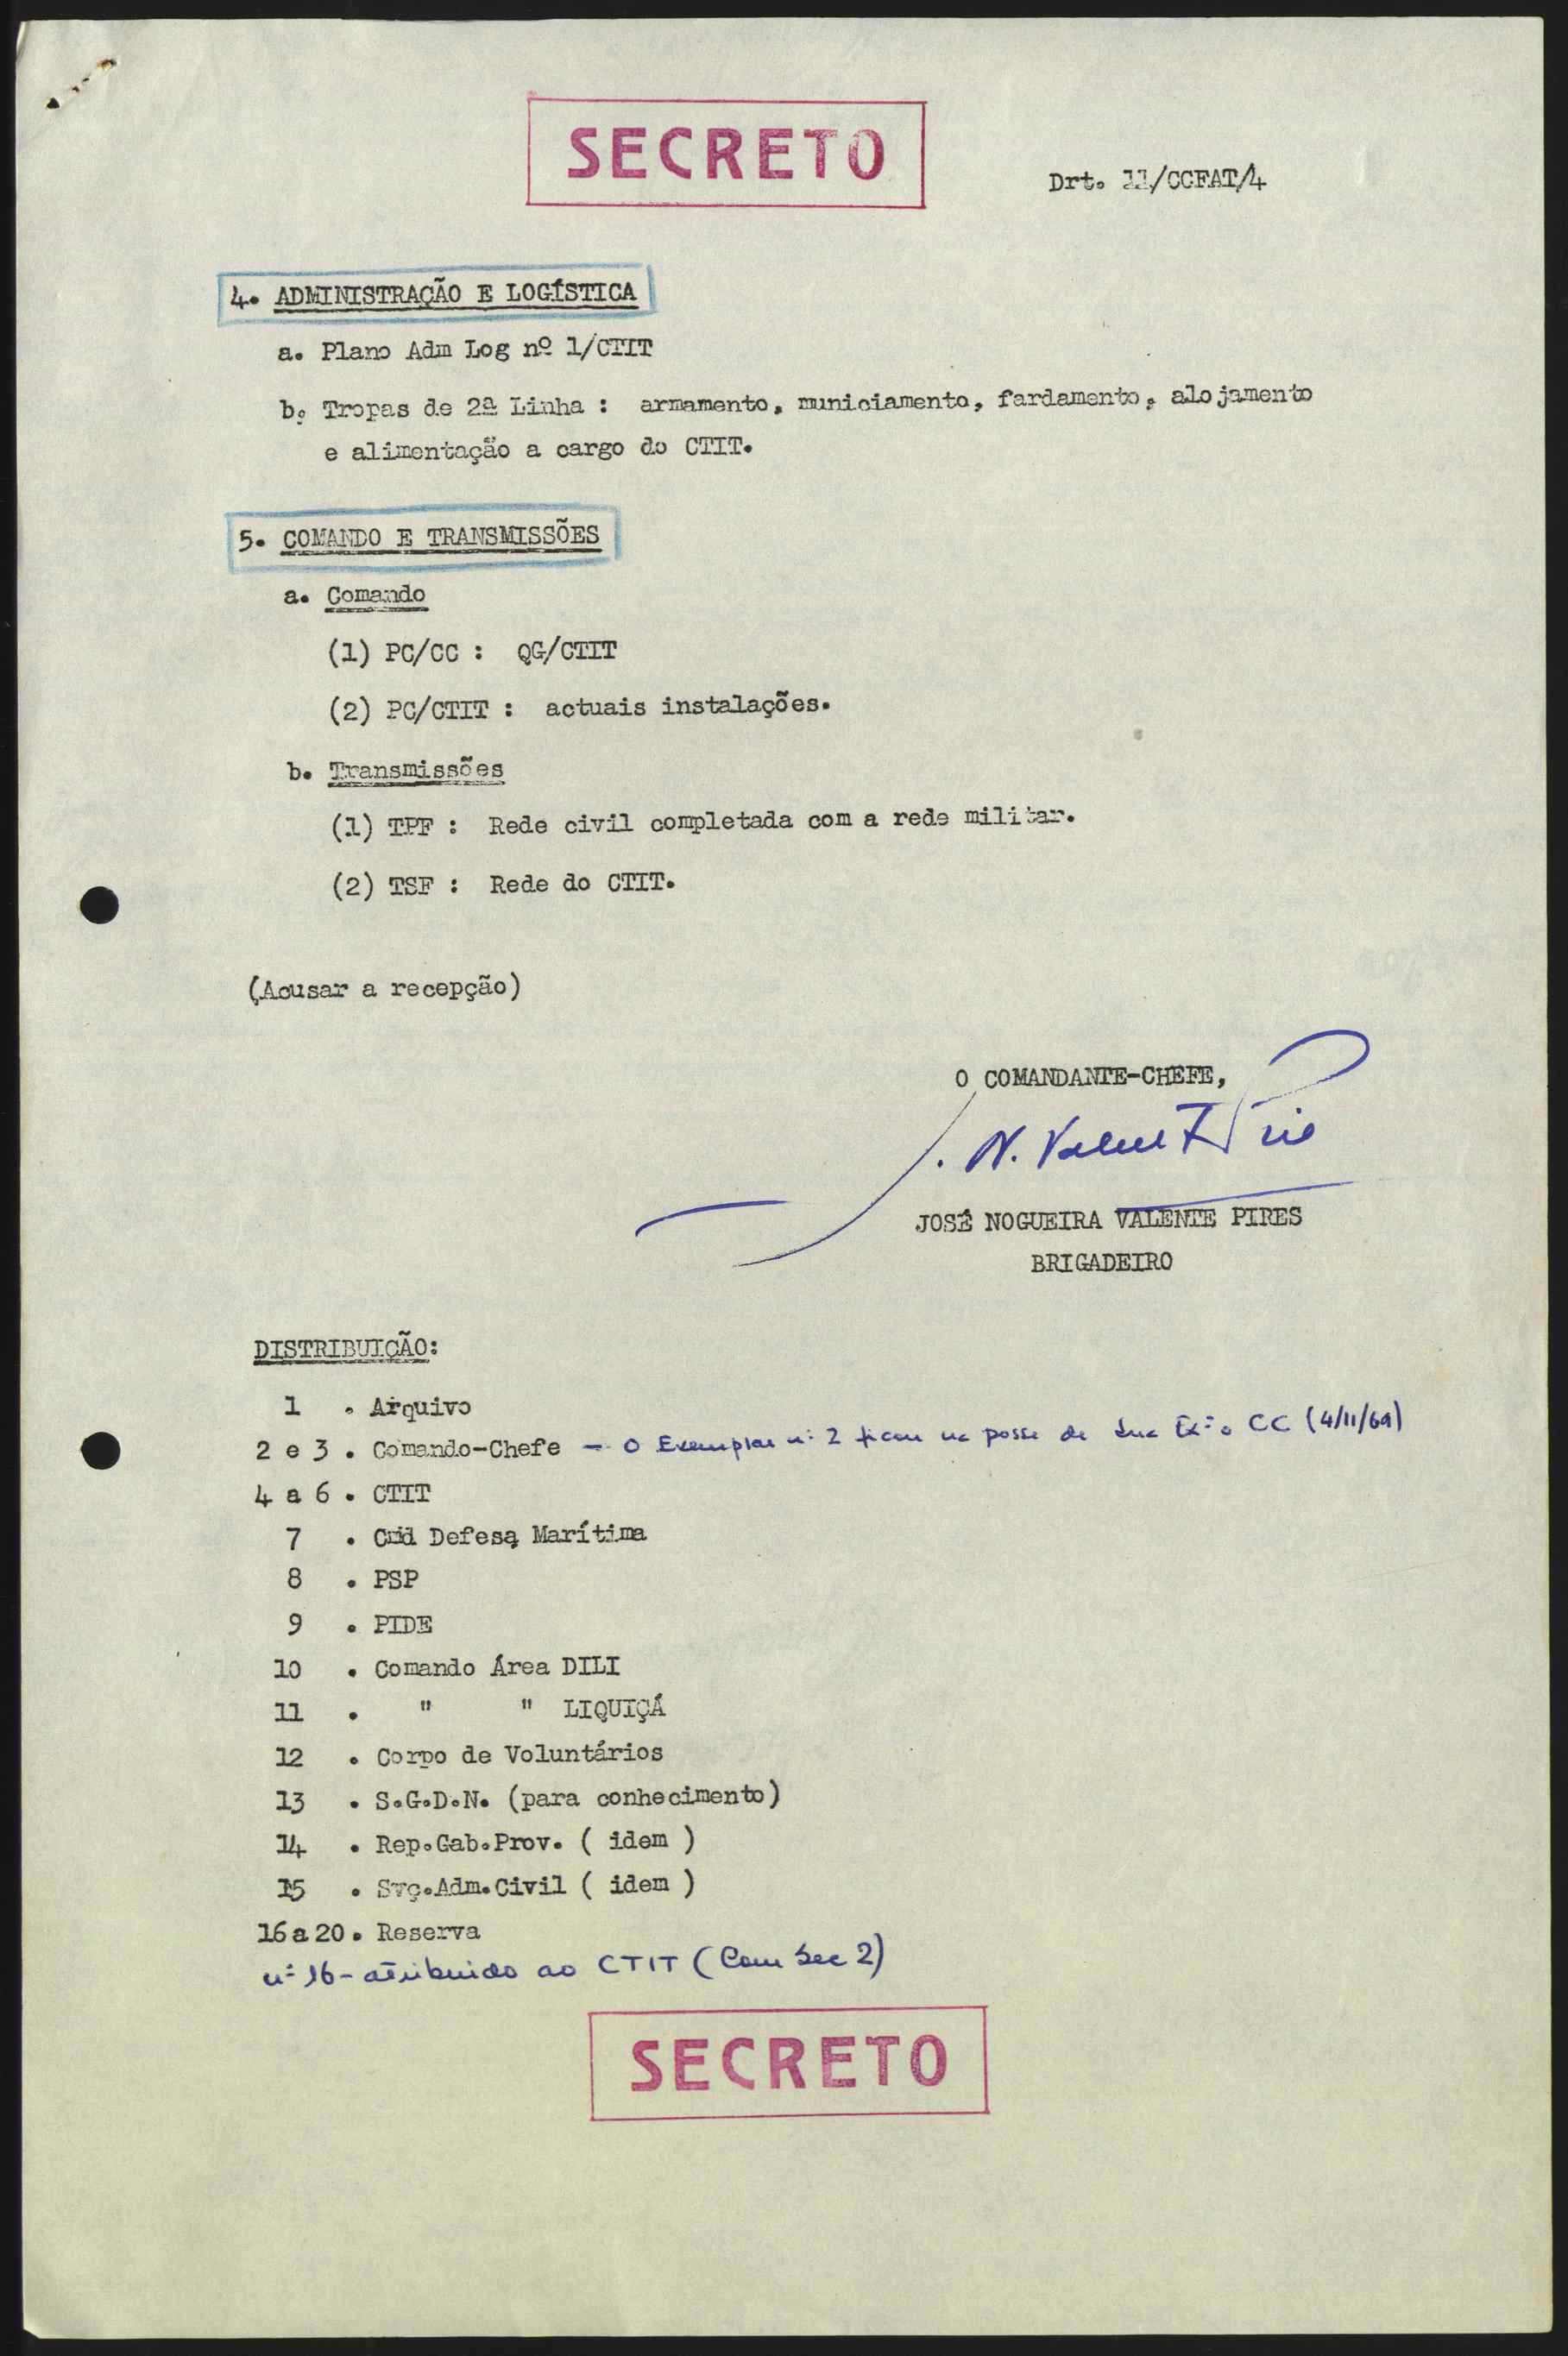 SECRETO
Drt. 11/CCFAT/4
4. ADMINISTRAÇÃO E LOGÍSTICA
a. Plano Adm Log nº 1/CTIT
b. Tropas de 2ª Linha : armamento, municiamento, fardamento, alojamento
e alimentação a cargo do CTIT.
5. COMANDO E TRANSMISSÕES
a. Comando
(1) PC/CC : QG/CTIT
(2) PC/CTIT : actuais instalações.
b. Transmissões
(1) TPF : Rede civil completada com a rede militar.
(2) TSF : Rede do CTIT.
(Acusar a recepção)
O COMANDANTE-CHEFE,
J. N. Valente Pires
JOSÉ NOGUEIRA VALENTE PIRES
BRIGADEIRO
DISTRIBUIÇÃO:
1 . Arquivo
2 e 3 . Comando-Chefe — O Exemplar nº 2 ficou na posse de Sua Exª o CC (4/11/69)
4 a 6 . CTIT
7 . Cmd Defesa Marítima
8 . PSP
9 . PIDE
10 . Comando Área DILI
11 . " " LIQUIÇÁ
12 . Corpo de Voluntários
13 . S.G.D.N. (para conhecimento)
14 . Rep.Gab.Prov. ( idem )
15 . Svç.Adm.Civil ( idem )
16 a 20 . Reserva
nº 16 - atribuido ao CTIT (Com Sec 2)
SECRETO